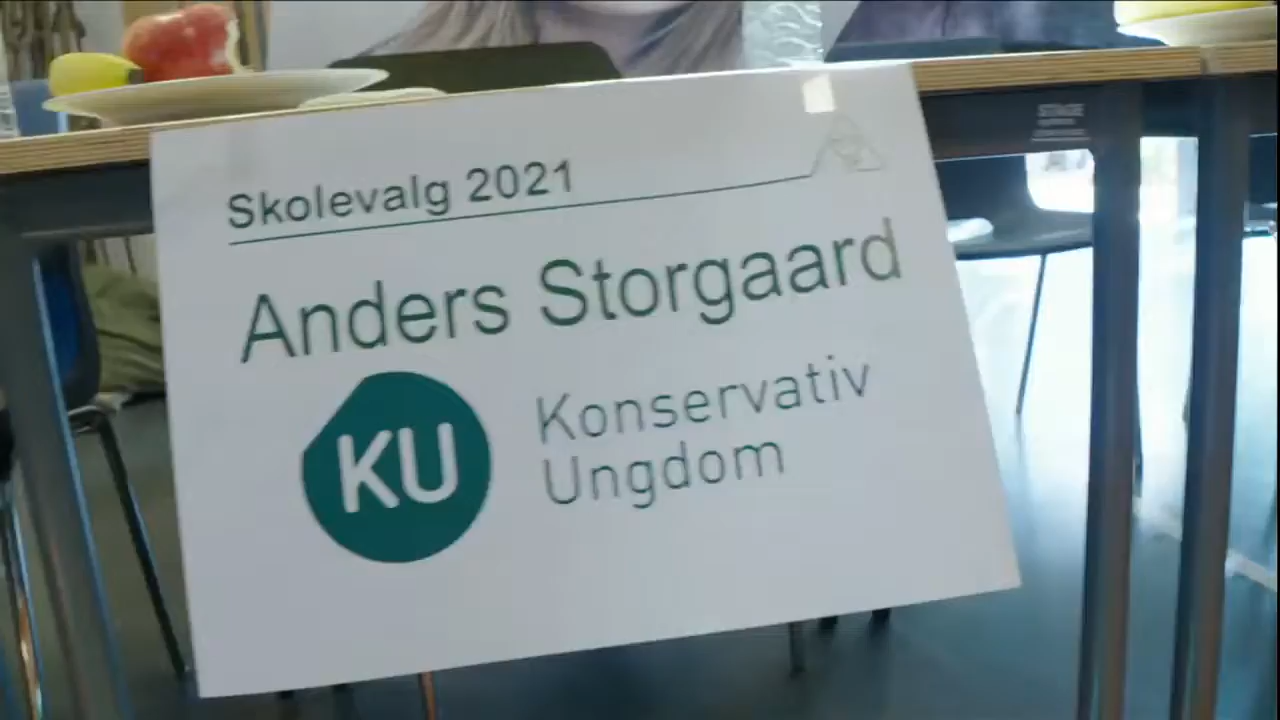 Skolevalg 2021
Anders Storgaard
KU
Konservativ
Ungdom